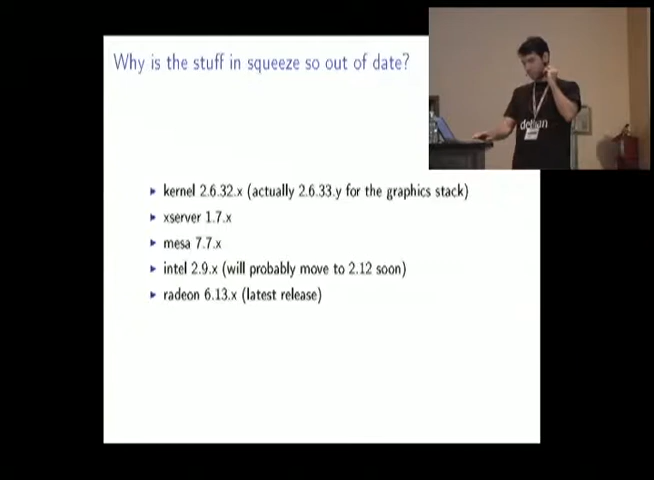 Why is the stuff in squeeze so out of date?
debian
kernel 2.6.32.x (actually 2.6.33.y for the graphics stack)
xserver 1.7.x
mesa 7.7.x
intel 2.9.x (will probably move to 2.12 soon)
radeon 6.13.x (latest release)